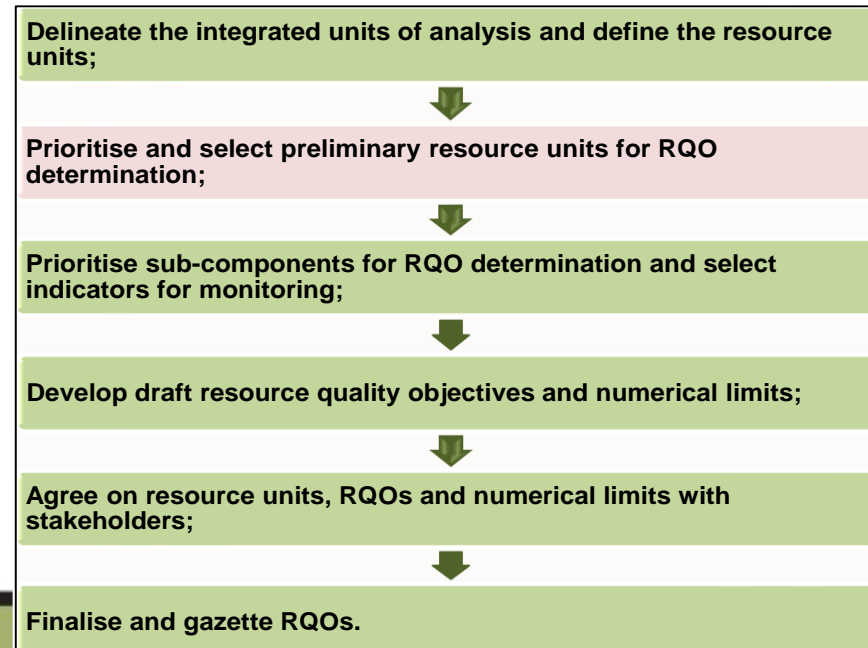 Delineate the integrated units of analysis and define the resource
units;
Prioritise and select preliminary resource units for RQO
determination;
Prioritise sub-components for RQO determination and select
indicators for monitoring;
Develop draft resource quality objectives and numerical limits;
Agree on resource units, RQOs and numerical limits with
stakeholders;
Finalise and gazette RQOs.